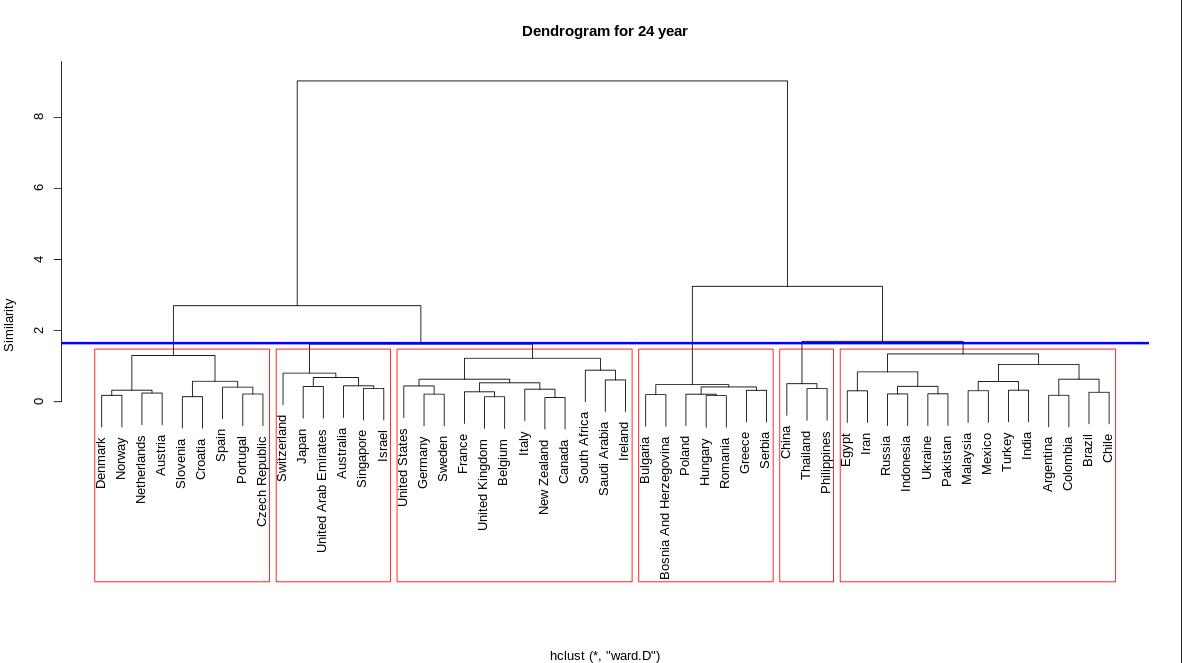 Dendrogram for 24 year
Similarity
8
6
4
2
0
Denmark
Norway
Netherlands
Austria
Slovenia
Croatia
Spain
Portugal
Czech Republic
Switzerland
Japan
United Arab Emirates
Australia
Singapore
Israel
United States
Germany
Sweden
France
United Kingdom
Belgium
Italy
New Zealand
Canada
South Africa
Saudi Arabia
Ireland
Bulgaria
Bosnia And Herzegovina
Poland
Hungary
Romania
Greece
Serbia
China
Thailand
Philippines
Egypt
Iran
Russia
Indonesia
Ukraine
Pakistan
Malaysia
Mexico
Turkey
India
Argentina
Colombia
Brazil
Chile
hclust (*, "ward.D")